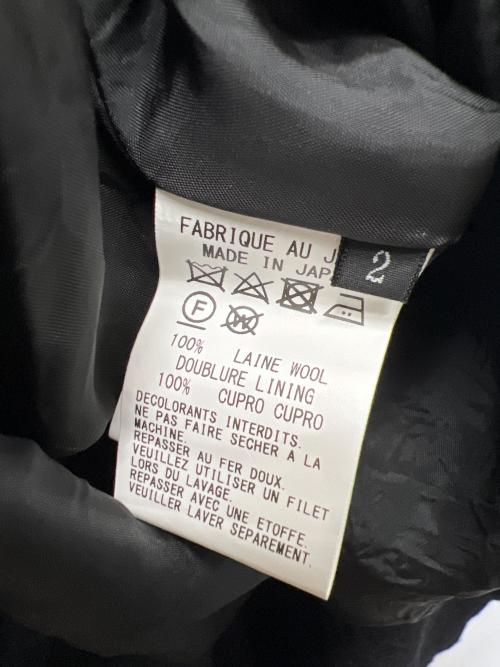 FABRIQUE AU J
MADE IN JAP
2
F
W
100% LAINE WOOL
DOUBLURE LINING
100% CUPRO CUPRO
DECOLORANTS INTERDITS.
NE PAS FAIRE SECHER A LA
MACHINE.
REPASSER AU FER DOUX.
VEUILLEZ UTILISER UN FILET
LORS DU LAVAGE.
REPASSER AVEC UNE ETOFFE.
VEUILLER LAVER SEPAREMENT.